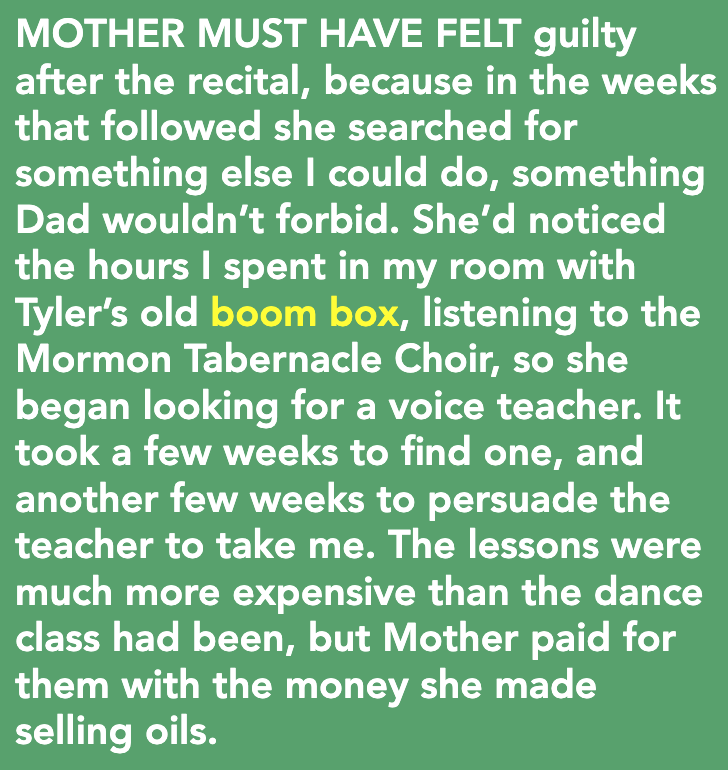 MOTHER MUST HAVE FELT guilty
after the recital, because in the weeks
that followed she searched for
something else I could do, something
Dad wouldn’t forbid. She’d noticed
the hours I spent in my room with
Tyler’s old boom box, listening to the
Mormon Tabernacle Choir, so she
began looking for a voice teacher. It
took a few weeks to find one, and
another few weeks to persuade the
teacher to take me. The lessons were
much more expensive than the dance
class had been, but Mother paid for
them with the money she made
selling oils.